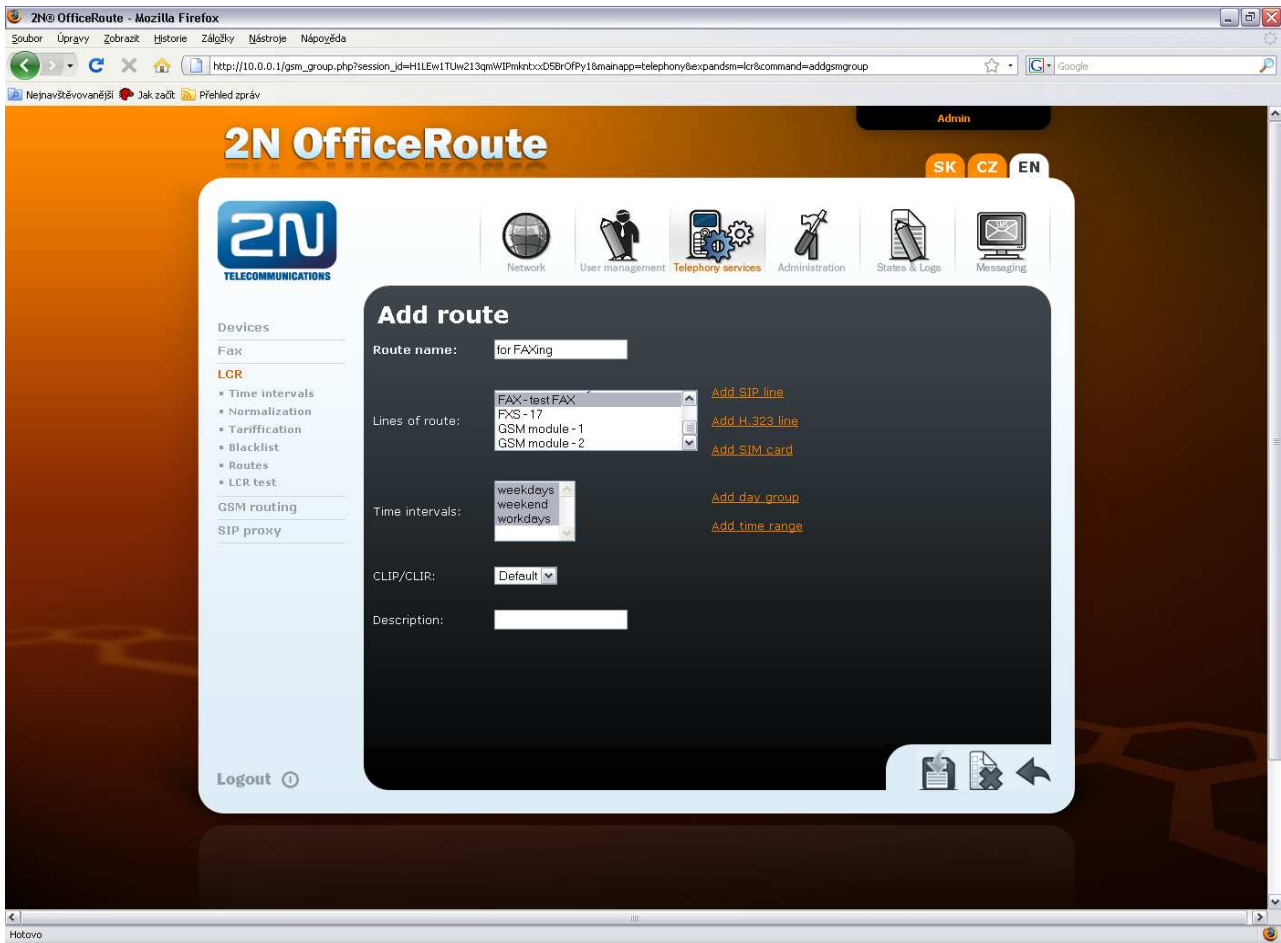 2N® OfficeRoute - Mozilla Firefox
Soubor Úpravy Zobrazit Historie Záložky Nástroje Nápověda
http://10.0.0.1/gsm_group.php?session_id=H1LEw1TUw213qmWIPmkntxxD5BrOfPy1&mainapp=telephony&expandsm=lcr&command=addgsmgroup
G Google
Nejnavštěvovanější Jak začít Přehled zpráv
2N OfficeRoute
Admin
SK CZ EN
2N
TELECOMMUNICATIONS
Network User management Telephony services Administration States & Logs SMS Messaging
Devices
Fax
LCR
Time intervals
Normalization
Tariffication
Blacklist
Routes
LCR test
GSM routing
SIP proxy
Logout
Add route
Route name: for FAXing
Lines of route:
FAX - test FAX
FXS - 17
GSM module - 1
GSM module - 2
Add SIP line
Add H.323 line
Add SIM card
Time intervals:
weekdays
weekend
workdays
Add day group
Add time range
CLIP/CLIR: Default
Description:
Hotovo